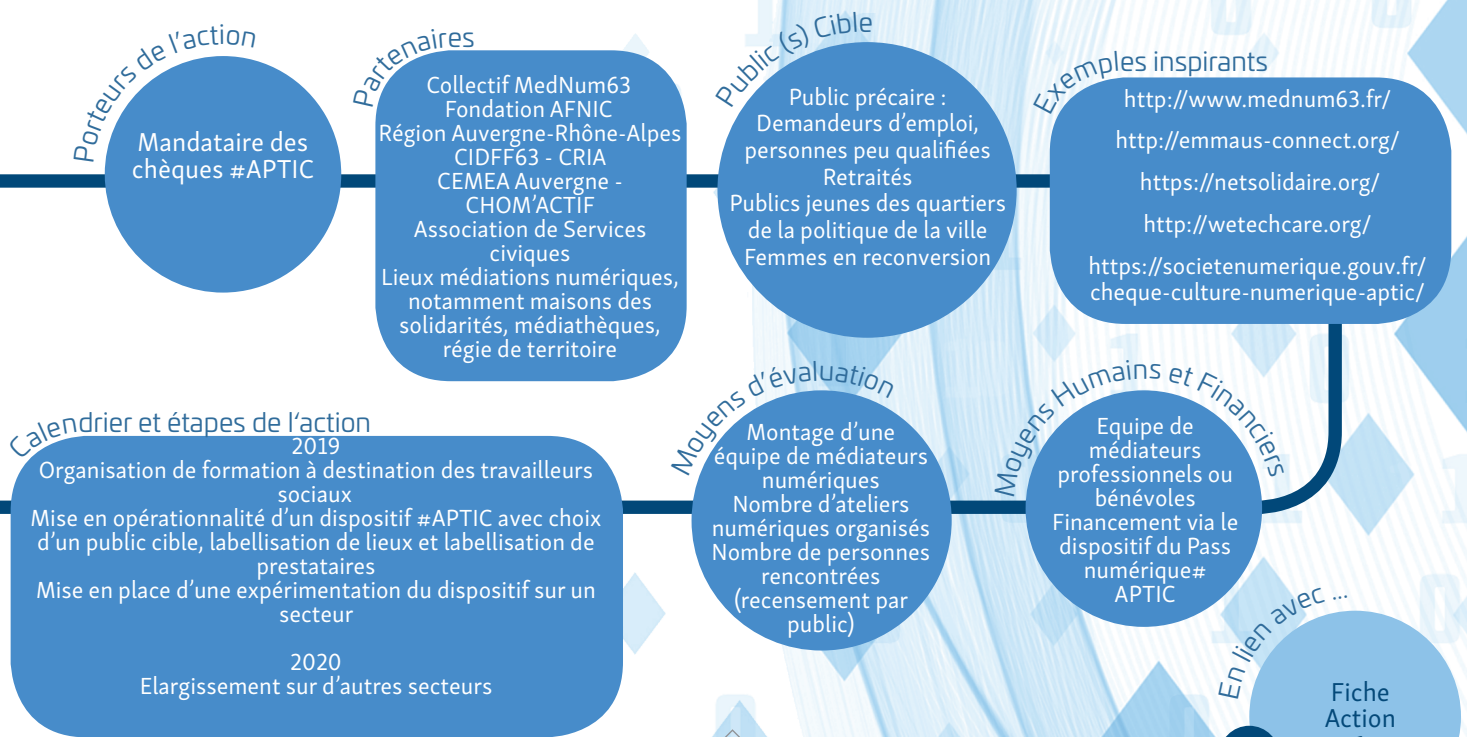 Porteurs de l'action
Mandataire des
chèques #APTIC
Partenaires
Collectif MedNum63
Fondation AFNIC
Région Auvergne-Rhône-Alpes
CIDFF63 - CRIA
CEMEA Auvergne -
CHOM'ACTIF
Association de Services
civiques
Lieux médiations numériques,
notamment maisons des
solidarités, médiathèques,
régie de territoire
Public (s) Cible
Public précaire :
Demandeurs d'emploi,
personnes peu qualifiées
Retraités
Publics jeunes des quartiers
de la politique de la ville
Femmes en reconversion
Exemples inspirants
http://www.mednum63.fr/
http://emmaus-connect.org/
https://netsolidaire.org/
http://wetechcare.org/
https://societenumerique.gouv.fr/
cheque-culture-numerique-aptic/
Calendrier et étapes de l'action
2019
Organisation de formation à destination des travailleurs
sociaux
Mise en opérationnalité d'un dispositif #APTIC avec choix
d'un public cible, labellisation de lieux et labellisation de
prestataires
Mise en place d'une expérimentation du dispositif sur un
secteur
2020
Elargissement sur d'autres secteurs
Moyens d'évaluation
Montage d'une
équipe de médiateurs
numériques
Nombre d'ateliers
numériques organisés
Nombre de personnes
rencontrées
(recensement par
public)
Moyens Humains et Financiers
Equipe de
médiateurs
professionnels ou
bénévoles
Financement via le
dispositif du Pass
numérique#
APTIC
En lien avec ...
Fiche
Action